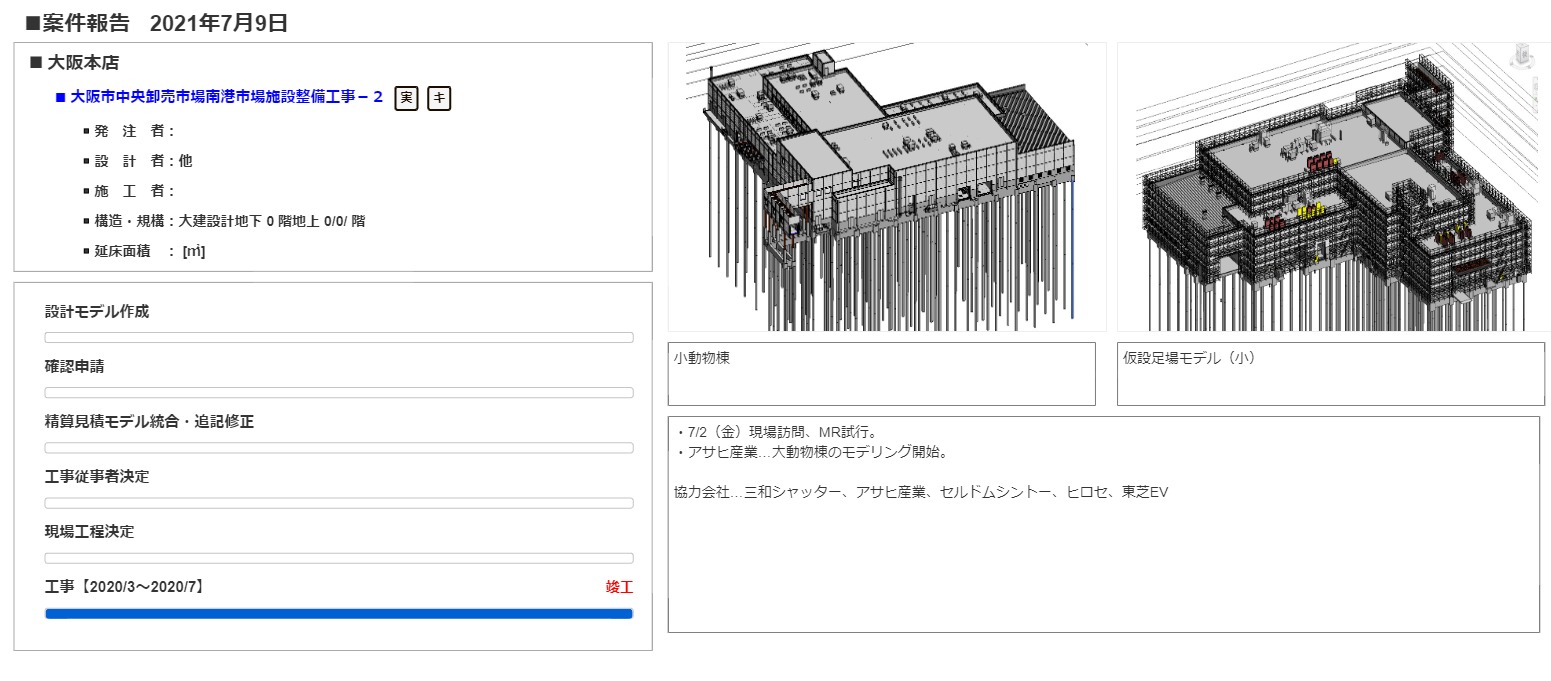 ■案件報告　2021年7月9日
■ 大阪本店
■ 大阪市中央卸売市場南港市場施設整備工事－２ 実 キ
▪ 発　注　者：
▪ 設　計　者：他
▪ 施　工　者：
▪ 構造・規構：大建設計地下 0 階地上 0/0/ 階
▪ 延床面積　： [㎡]
設計モデル作成
確認申請
精算見積モデル統合・追記修正
工事従事者決定
現場工程決定
工事【2020/3～2020/7】 竣工
小動物棟
仮設足場モデル（小）
・7/2（金）現場訪問、MR試行。
・アサヒ産業…大動物棟のモデリング開始。
協力会社…三和シャッター、アサヒ産業、セルドムシントー、ヒロセ、東芝EV